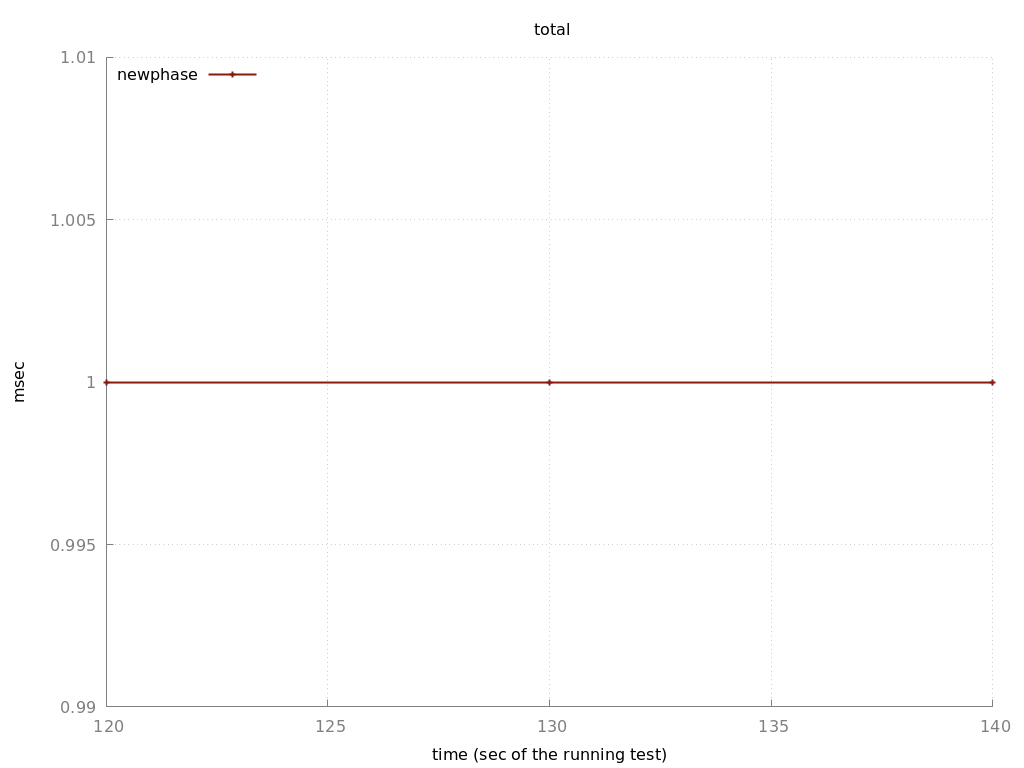 total
1.01
newphase
1.005
msec
1
0.995
0.99
120 125 130 135 140
time (sec of the running test)